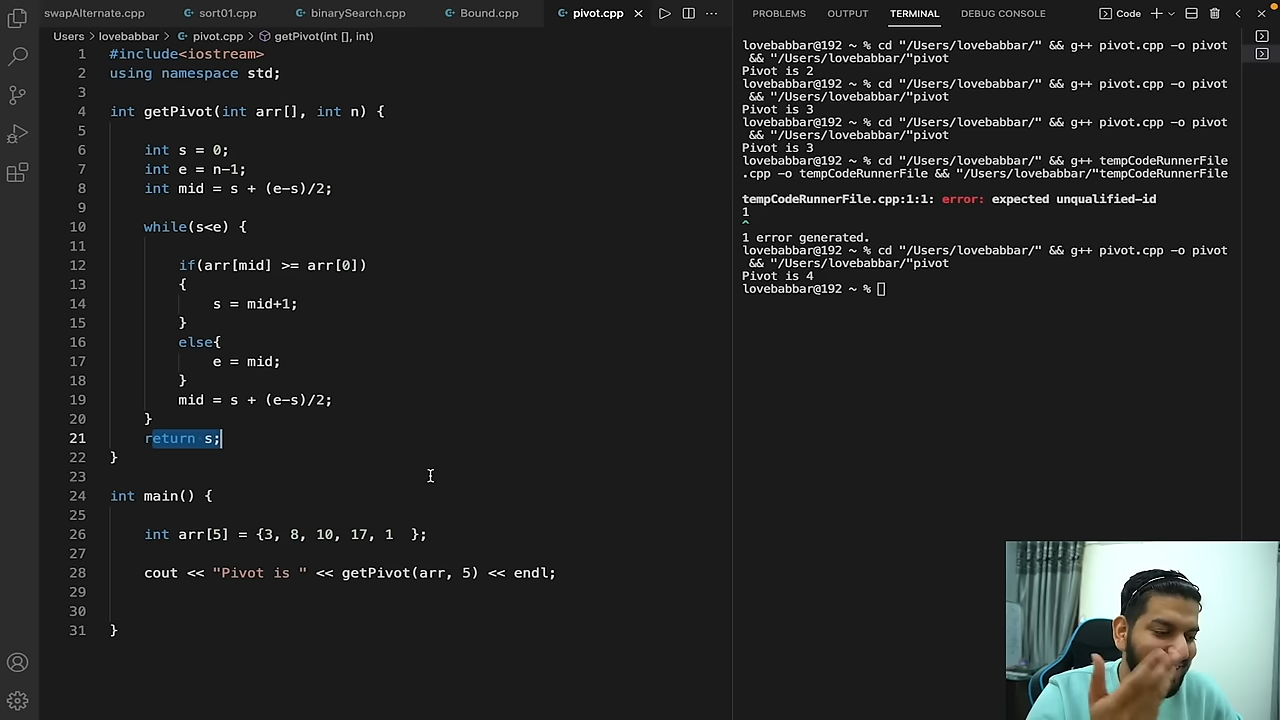 swapAlternate.cpp sort01.cpp binarySearch.cpp Bound.cpp pivot.cpp
Users > lovebabbar > pivot.cpp > getPivot(int [], int)
1 #include<iostream>
2 using namespace std;
3
4 int getPivot(int arr[], int n) {
5
6 int s = 0;
7 int e = n-1;
8 int mid = s + (e-s)/2;
9
10 while(s<e) {
11
12 if(arr[mid] >= arr[0])
13 {
14 s = mid+1;
15 }
16 else{
17 e = mid;
18 }
19 mid = s + (e-s)/2;
20 }
21 return s;
22 }
23
24 int main() {
25
26 int arr[5] = {3, 8, 10, 17, 1  };
27
28 cout << "Pivot is " << getPivot(arr, 5) << endl;
29
30
31 }
PROBLEMS OUTPUT TERMINAL DEBUG CONSOLE Code
lovebabbar@192 ~ % cd "/Users/lovebabbar/" && g++ pivot.cpp -o pivot
&& "/Users/lovebabbar/"pivot
Pivot is 2
lovebabbar@192 ~ % cd "/Users/lovebabbar/" && g++ pivot.cpp -o pivot
&& "/Users/lovebabbar/"pivot
Pivot is 3
lovebabbar@192 ~ % cd "/Users/lovebabbar/" && g++ pivot.cpp -o pivot
&& "/Users/lovebabbar/"pivot
Pivot is 3
lovebabbar@192 ~ % cd "/Users/lovebabbar/" && g++ tempCodeRunnerFile
.cpp -o tempCodeRunnerFile && "/Users/lovebabbar/"tempCodeRunnerFile
tempCodeRunnerFile.cpp:1:1: error: expected unqualified-id
1
^
1 error generated.
lovebabbar@192 ~ % cd "/Users/lovebabbar/" && g++ pivot.cpp -o pivot
&& "/Users/lovebabbar/"pivot
Pivot is 4
lovebabbar@192 ~ %